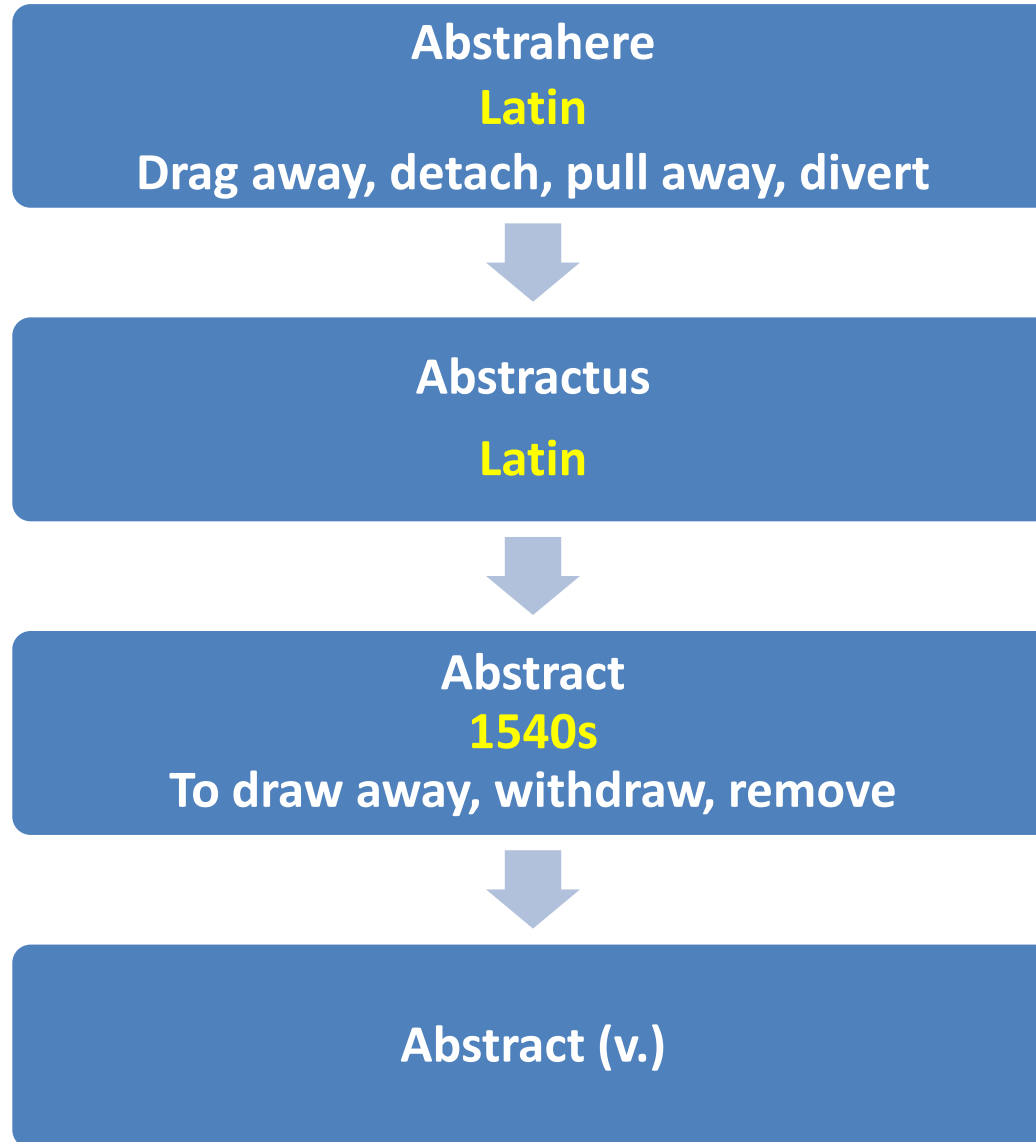 Abstrahere
Latin
Drag away, detach, pull away, divert
Abstractus
Latin
Abstract
1540s
To draw away, withdraw, remove
Abstract (v.)